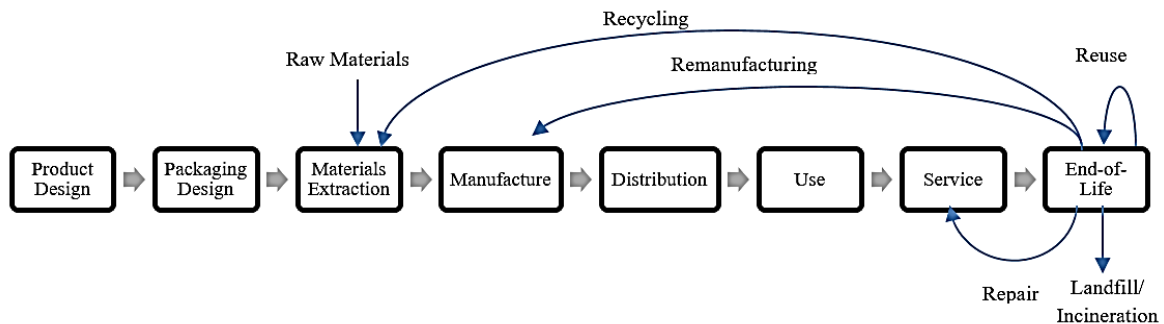 Recycling
Raw Materials
Remanufacturing
Reuse
Product
Design
Packaging
Design
Materials
Extraction
Manufacture
Distribution
Use
Service
End-of-
Life
Repair
Landfill/
Incineration